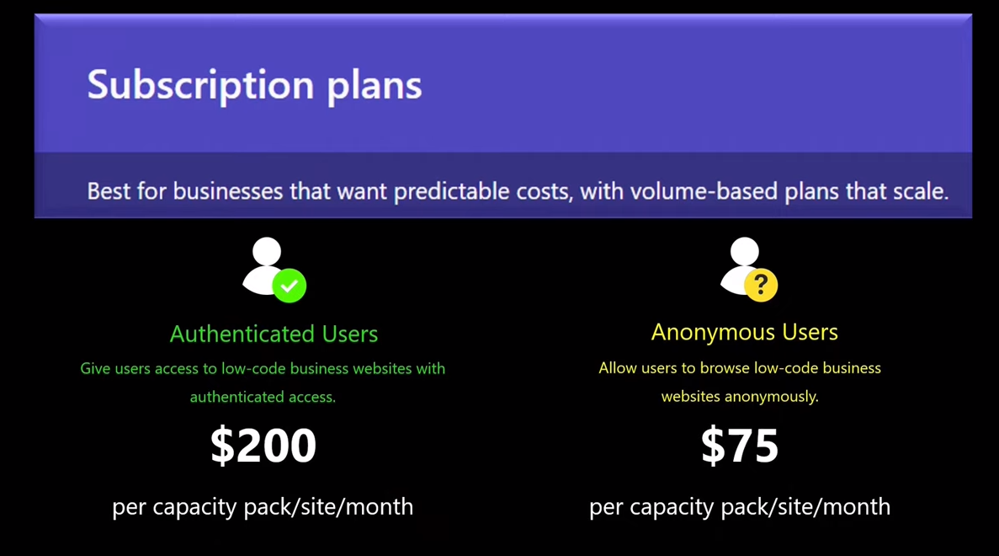 Subscription plans
Best for businesses that want predictable costs, with volume-based plans that scale.
?
Authenticated Users
Give users access to low-code business websites with
authenticated access.
$200
per capacity pack/site/month
Anonymous Users
Allow users to browse low-code business
websites anonymously.
$75
per capacity pack/site/month